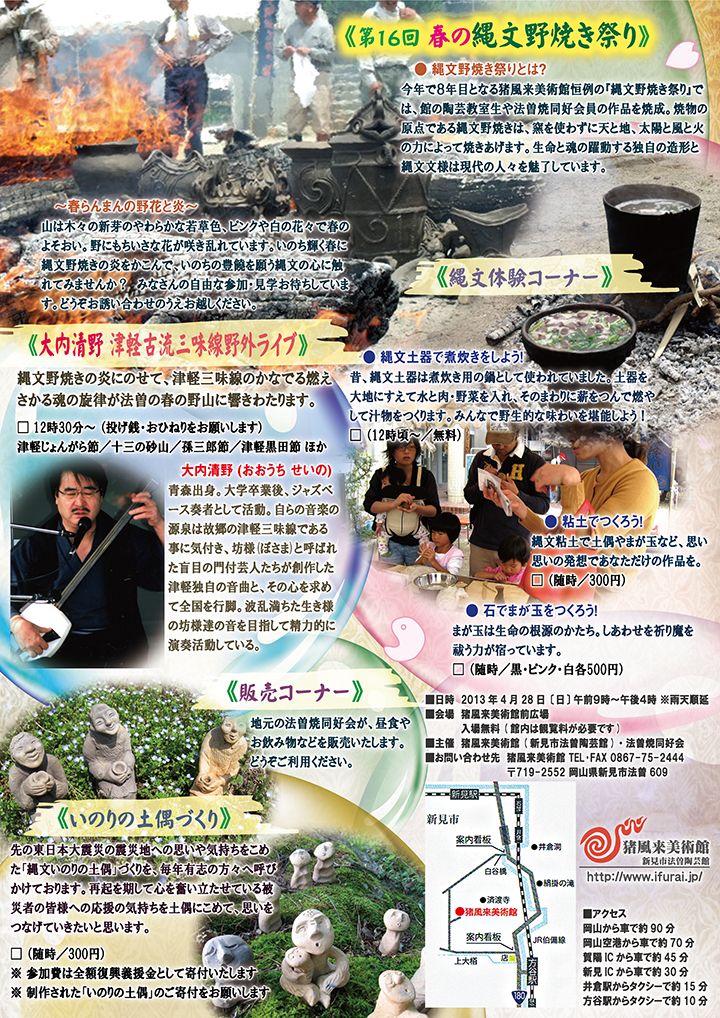 《第16回 春の縄文野焼き祭り》
● 縄文野焼き祭りとは?
今年で8年目となる猪風来美術館恒例の『縄文野焼き祭り』で
は、館の陶芸教室生や法曽焼同好会員の作品を焼成。焼物の
原点である縄文野焼きは、窯を使わずに天と地、太陽と風と火
の力によって焼きあげます。生命と魂の躍動する独自の造形と
縄文文様は現代の人々を魅了しています。
～春らんまんの野花と炎～
山は木々の新芽のやわらかな若草色、ピンクや白の花々で春の
よそおい。野にもちいさな花が咲き乱れています。いのち輝く春に
縄文野焼きの炎をかこんで、いのちの豊饒を願う縄文の心に触
れてみませんか? みなさんの自由な参加・見学お待ちしていま
す。どうぞお誘い合わせのうえお越しください。
《縄文体験コーナー》
● 縄文土器で煮炊きをしよう!
昔、縄文土器は煮炊き用の鍋として使われていました。土器を
大地にすえて水と肉・野菜を入れ、そのまわりに薪をつんで燃や
して汁物をつくります。みんなで野生的な味わいを堪能しよう!
□ (12時頃～/無料)
《大内清野 津軽古流三味線野外ライブ》
縄文野焼きの炎にのせて、津軽三味線のかなでる燃え
さかる魂の旋律が法曽の春の野山に響きわたります。
□ 12時30分～ (投げ銭・おひねりをお願いします)
津軽じょんがら節/十三の砂山/孫三郎節/津軽黒田節 ほか
大内清野 (おおうち せいの)
青森出身。大学卒業後、ジャズベ
ース奏者として活動。自らの音楽の
源泉は故郷の津軽三味線である
事に気付き、坊様(ぼさま)と呼ばれ
た盲目の門付芸人たちが創作した
津軽独自の音曲と、その心を求め
て全国を行脚。波乱満ちた生き様
の坊様達の音を目指して精力的に
演奏活動している。
● 粘土でつくろう!
縄文粘土で土偶やまが玉など、思い
思いの発想であなただけの作品を。
□ (随時/300円)
● 石でまが玉をつくろう!
まが玉は生命の根源のかたち。しあわせを祈り魔を
祓う力が宿っています。
□ (随時/黒・ピンク・白各500円)
《販売コーナー》
地元の法曽焼同好会が、昼食や
お飲み物などを販売いたします。
どうぞご利用ください。
■日時 2013年4月28日〔日〕午前9時～午後4時 ※雨天順延
■会場 猪風来美術館前広場
入場無料(館内は観覧料が必要です)
■主催 猪風来美術館(新見市法曽陶芸館)・法曽焼同好会
■お問い合わせ先 猪風来美術館 TEL・FAX 0867-75-2444
〒719-2552 岡山県新見市法曽609
《いのりの土偶づくり》
先の東日本大震災の震災地への思いや気持ちをこめ
た「縄文いのりの土偶」づくりを、毎年有志の方々へ呼び
かけております。再起を期して心を奮い立たせている被
災者の皆様への応援の気持ちを土偶にこめて、思いを
つなげていきたいと思います。
□ (随時/300円)
※ 参加費は全額復興義援金として寄付いたします
※ 制作された「いのりの土偶」のご寄付をお願いします
新見駅
新見市
案内看板
井倉洞
白谷橋
絹掛の滝
済渡寺
猪風来美術館
案内看板
JR伯備線
上大椙
店
方谷駅
180
猪風来美術館
新見市法曽陶芸館
http://www.ifurai.jp/
■アクセス
岡山から車で約90分
岡山空港から車で約70分
賀陽ICから車で約45分
新見ICから車で約30分
井倉駅からタクシーで約15分
方谷駅からタクシーで約10分